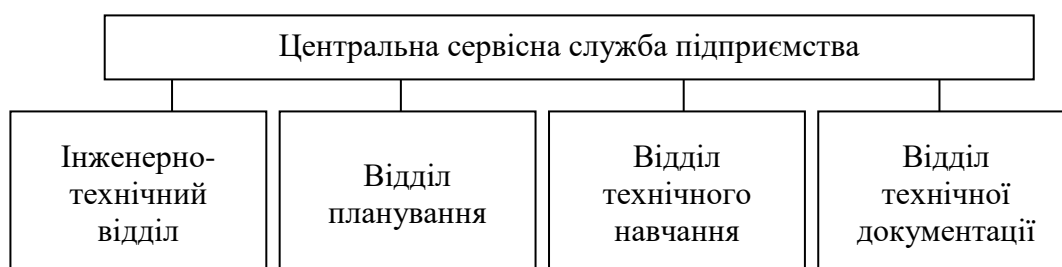 Центральна сервісна служба підприємства
Інженерно-
технічний
відділ
Відділ
планування
Відділ
технічного
навчання
Відділ
технічної
документації